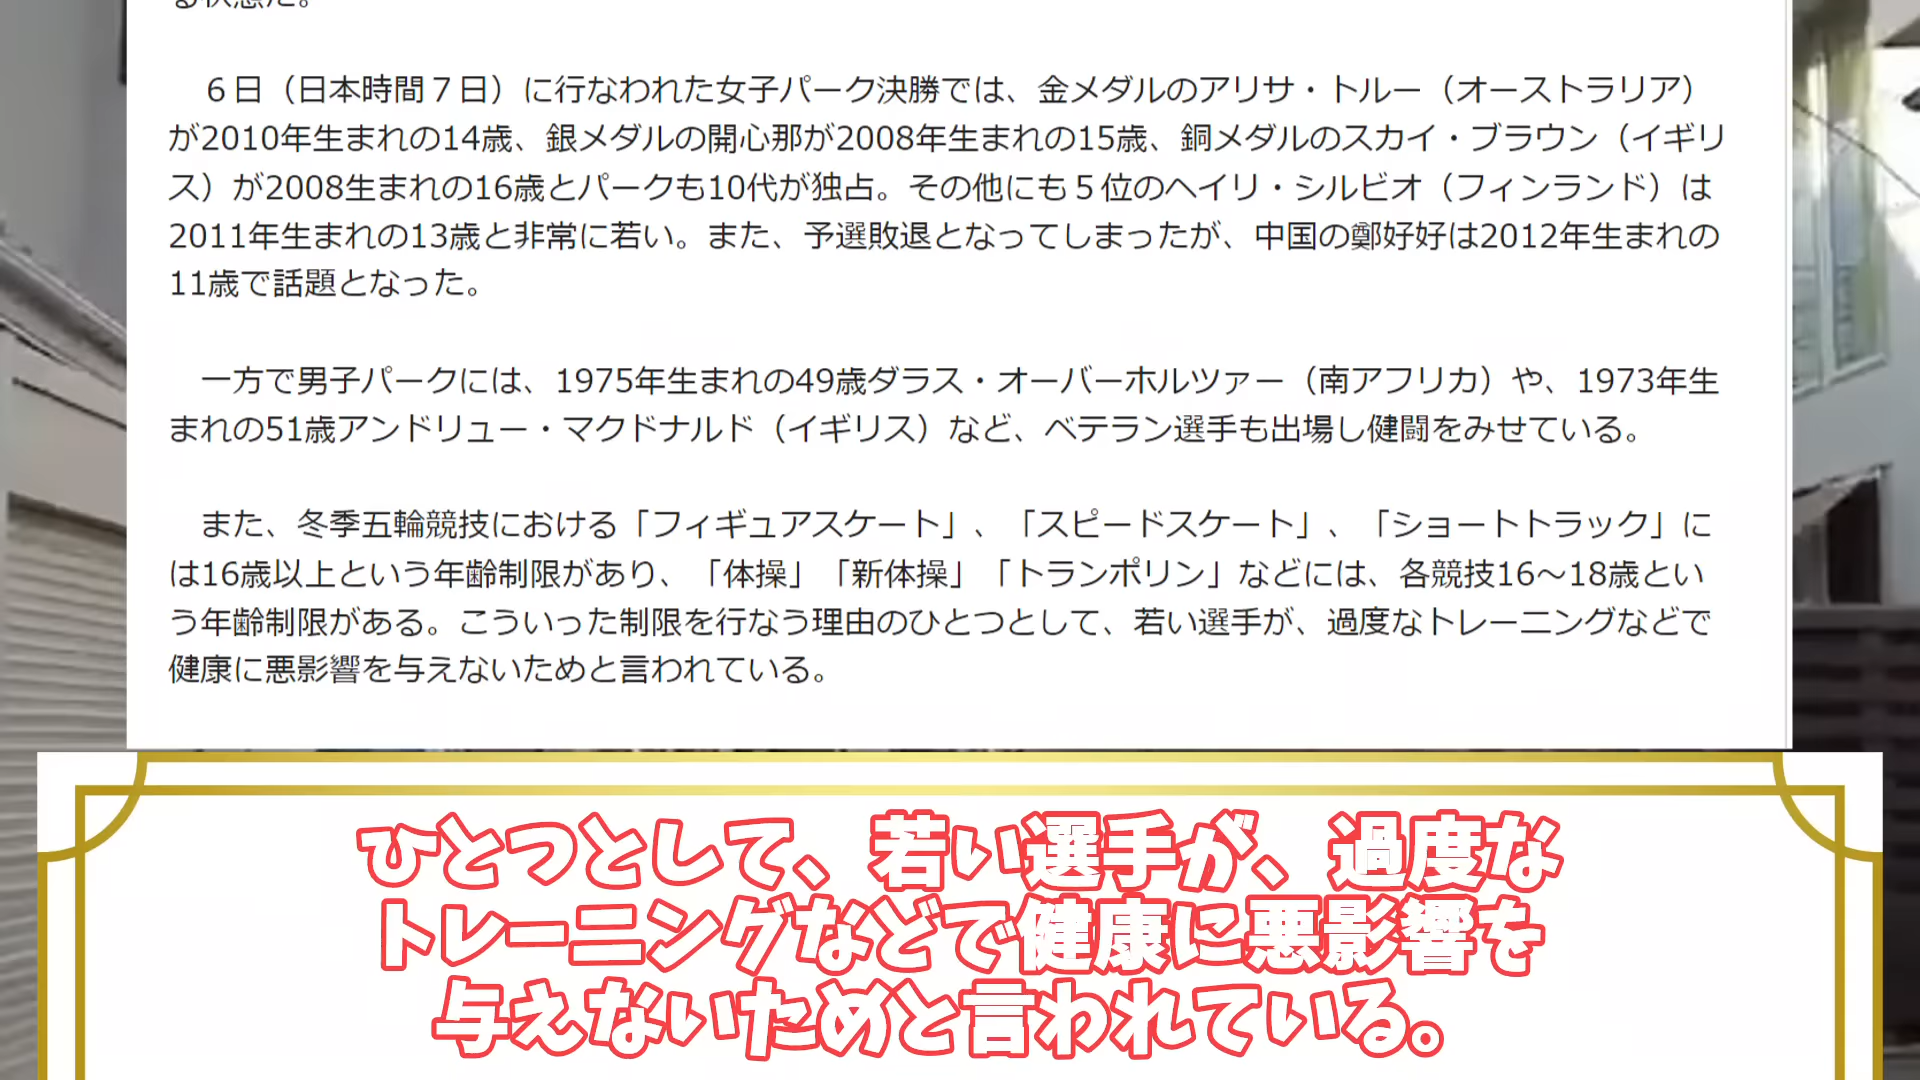 る状態だ。
６日（日本時間７日）に行なわれた女子パーク決勝では、金メダルのアリサ・トルー（オーストラリア）
が2010年生まれの14歳、銀メダルの開心那が2008年生まれの15歳、銅メダルのスカイ・ブラウン（イギリ
ス）が2008生まれの16歳とパークも10代が独占。その他にも５位のヘイリ・シルビオ（フィンランド）は
2011年生まれの13歳と非常に若い。また、予選敗退となってしまったが、中国の鄭好好は2012年生まれの
11歳で話題となった。
一方で男子パークには、1975年生まれの49歳ダラス・オーバーホルツァー（南アフリカ）や、1973年生
まれの51歳アンドリュー・マクドナルド（イギリス）など、ベテラン選手も出場し健闘をみせている。
また、冬季五輪競技における「フィギュアスケート」、「スピードスケート」、「ショートトラック」に
は16歳以上という年齢制限があり、「体操」「新体操」「トランポリン」などには、各競技16～18歳とい
う年齢制限がある。こういった制限を行なう理由のひとつとして、若い選手が、過度なトレーニングなどで
健康に悪影響を与えないためと言われている。
ひとつとして、若い選手が、過度な
トレーニングなどで健康に悪影響を
与えないためと言われている。